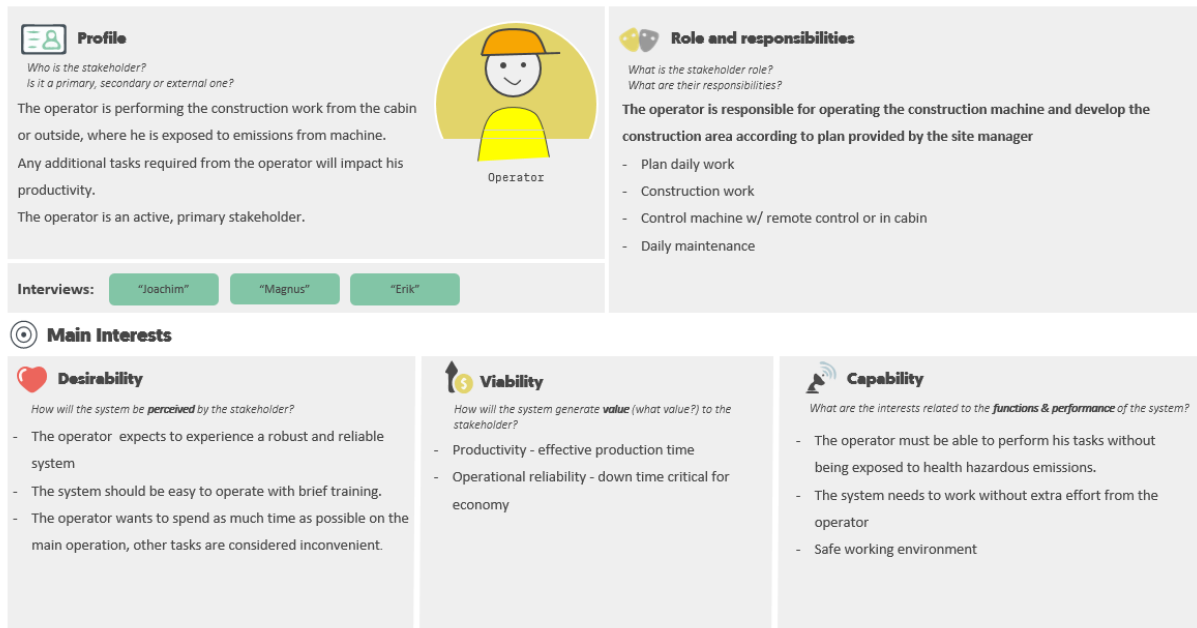 Profile
Who is the stakeholder?
Is it a primary, secondary or external one?
The operator is performing the construction work from the cabin
or outside, where he is exposed to emissions from machine.
Any additional tasks required from the operator will impact his
productivity.
The operator is an active, primary stakeholder.
Operator
Interviews:
“Joachim”
“Magnus”
“Erik”
Role and responsibilities
What is the stakeholder role?
What are their responsibilities?
The operator is responsible for operating the construction machine and develop the
construction area according to plan provided by the site manager
- Plan daily work
- Construction work
- Control machine w/ remote control or in cabin
- Daily maintenance
Main Interests
Desirability
How will the system be perceived by the stakeholder?
- The operator expects to experience a robust and reliable
system
- The system should be easy to operate with brief training.
- The operator wants to spend as much time as possible on the
main operation, other tasks are considered inconvenient.
$
Viability
How will the system generate value (what value?) to the
stakeholder?
- Productivity - effective production time
- Operational reliability - down time critical for
economy
Capability
What are the interests related to the functions & performance of the system?
- The operator must be able to perform his tasks without
being exposed to health hazardous emissions.
- The system needs to work without extra effort from the
operator
- Safe working environment